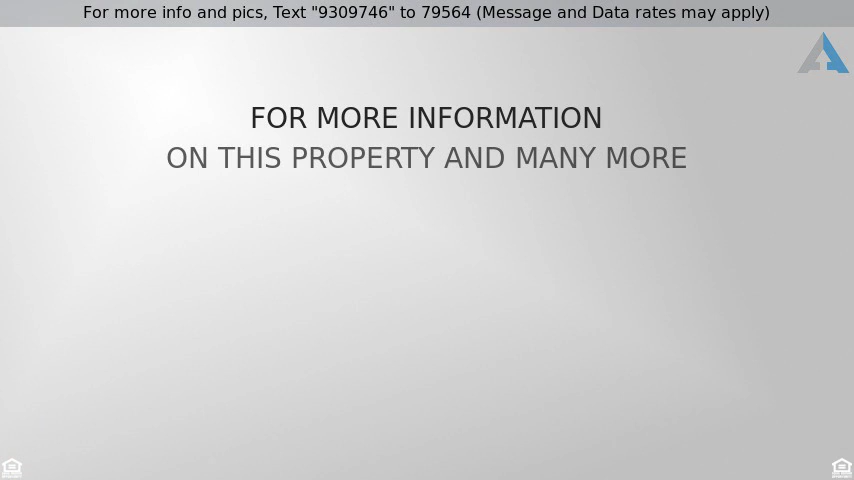 For more info and pics, Text "9309746" to 79564 (Message and Data rates may apply)
FOR MORE INFORMATION
ON THIS PROPERTY AND MANY MORE